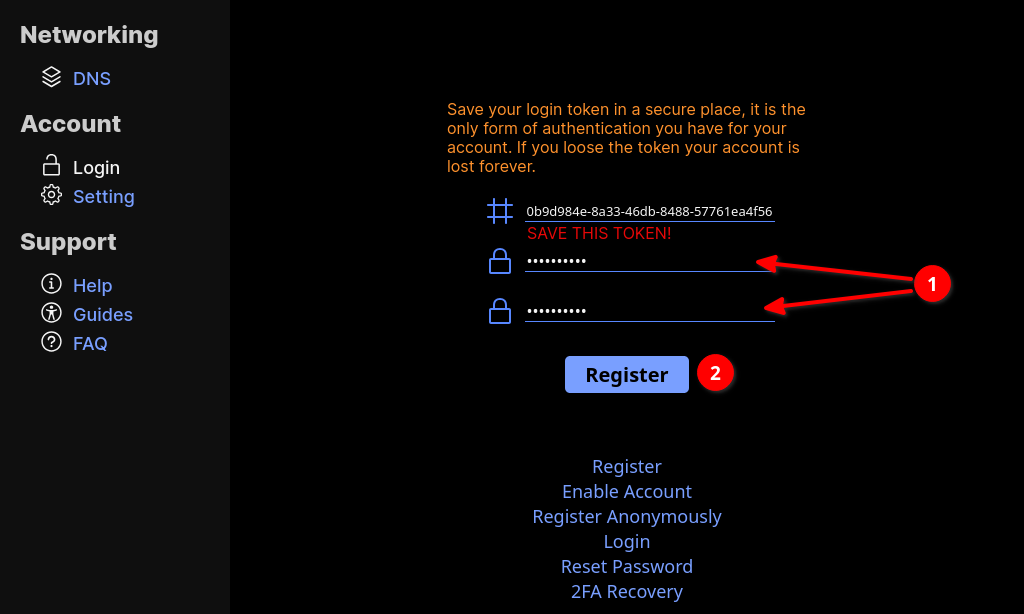 Networking
DNS
Account
Login
Setting
Support
Help
Guides
FAQ
Save your login token in a secure place, it is the
only form of authentication you have for your
account. If you loose the token your account is
lost forever.
0b9d984e-8a33-46db-8488-57761ea4f56
SAVE THIS TOKEN!
••••••••••
1
••••••••••
Register
2
Register
Enable Account
Register Anonymously
Login
Reset Password
2FA Recovery